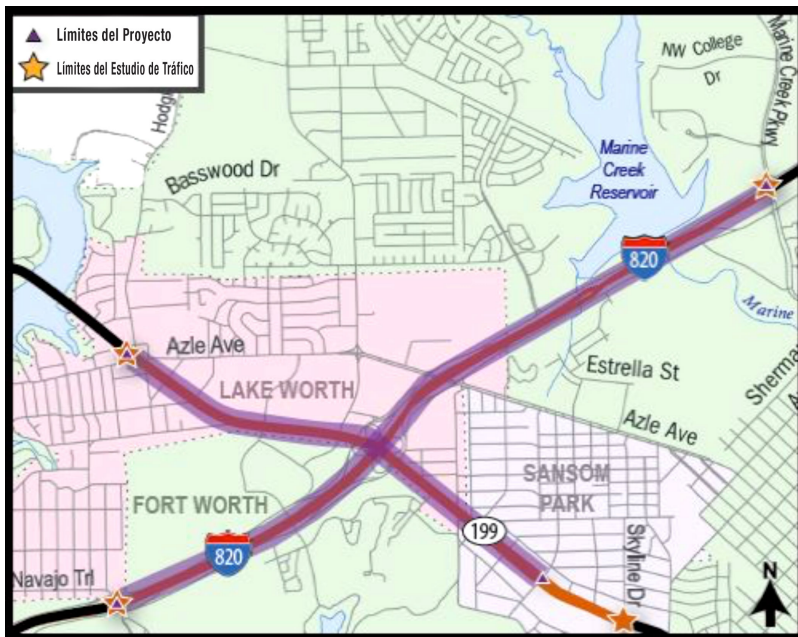 Límites del Proyecto
Límites del Estudio de Tráfico
NW College
Dr
Marine Creek Pkwy
Marine
Creek
Reservoir
Basswood Dr
820
Marine
Azle Ave
Estrella St
LAKE WORTH
Azle Ave
SANSOM
PARK
FORT WORTH
199
820
Skyline Dr
Navajo Trl
N